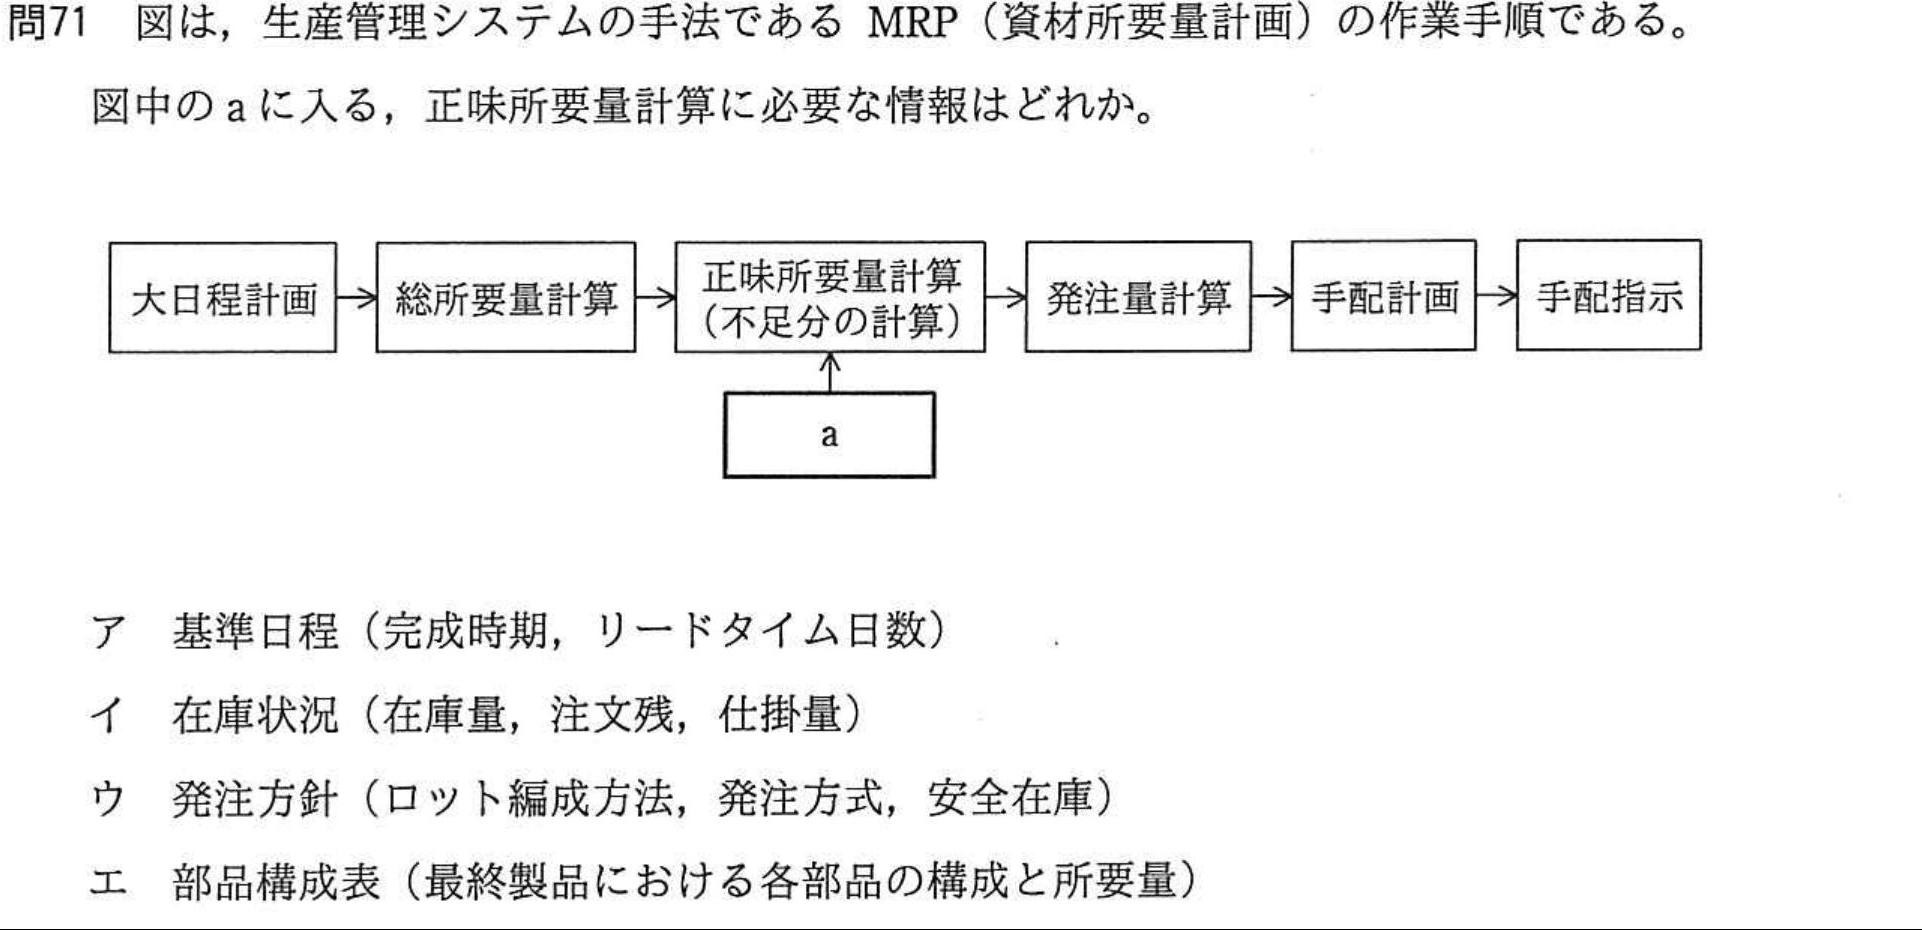 問71 図は，生産管理システムの手法である MRP（資材所要量計画）の作業手順である。
図中の a に入る，正味所要量計算に必要な情報はどれか。
大日程計画
総所要量計算
正味所要量計算
（不足分の計算）
発注量計算
手配計画
手配指示
a
ア 基準日程（完成時期，リードタイム日数）
イ 在庫状況（在庫量，注文残，仕掛量）
ウ 発注方針（ロット編成方法，発注方式，安全在庫）
エ 部品構成表（最終製品における各部品の構成と所要量）